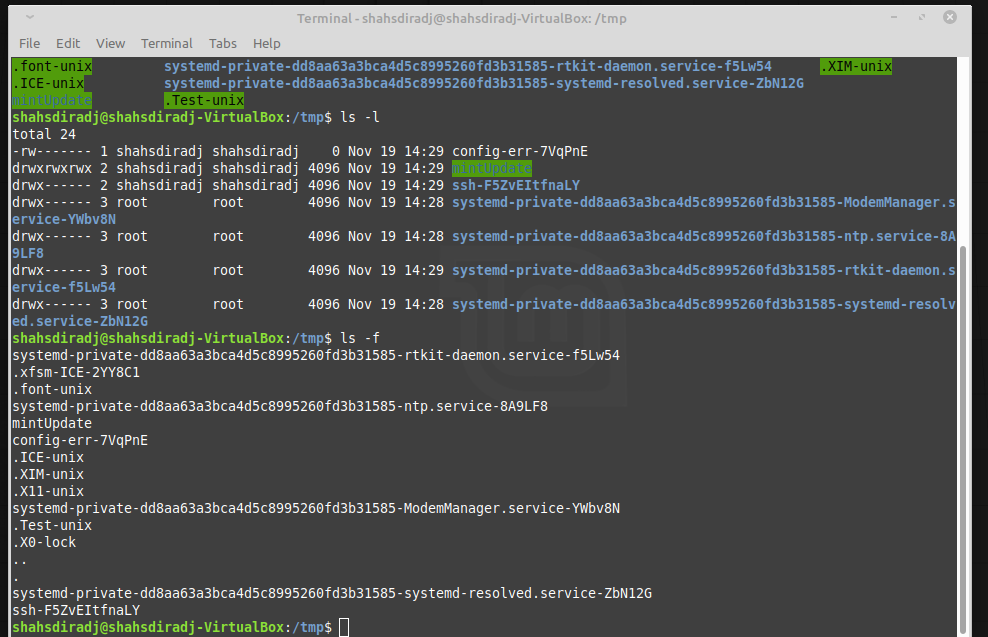 Terminal - shahsdiradj@shahsdiradj-VirtualBox: /tmp
File Edit View Terminal Tabs Help
.font-unix systemd-private-dd8aa63a3bca4d5c8995260fd3b31585-rtkit-daemon.service-f5Lw54 .XIM-unix
.ICE-unix systemd-private-dd8aa63a3bca4d5c8995260fd3b31585-systemd-resolved.service-ZbN12G
mintUpdate .Test-unix
shahsdiradj@shahsdiradj-VirtualBox:/tmp$ ls -l
total 24
-rw------- 1 shahsdiradj shahsdiradj 0 Nov 19 14:29 config-err-7VqPnE
drwxrwxrwx 2 shahsdiradj shahsdiradj 4096 Nov 19 14:29 mintUpdate
drwx------ 2 shahsdiradj shahsdiradj 4096 Nov 19 14:29 ssh-F5ZvEItfnaLY
drwx------ 3 root root 4096 Nov 19 14:28 systemd-private-dd8aa63a3bca4d5c8995260fd3b31585-ModemManager.s
ervice-YWbv8N
drwx------ 3 root root 4096 Nov 19 14:28 systemd-private-dd8aa63a3bca4d5c8995260fd3b31585-ntp.service-8A
9LF8
drwx------ 3 root root 4096 Nov 19 14:29 systemd-private-dd8aa63a3bca4d5c8995260fd3b31585-rtkit-daemon.s
ervice-f5Lw54
drwx------ 3 root root 4096 Nov 19 14:28 systemd-private-dd8aa63a3bca4d5c8995260fd3b31585-systemd-resolv
ed.service-ZbN12G
shahsdiradj@shahsdiradj-VirtualBox:/tmp$ ls -f
systemd-private-dd8aa63a3bca4d5c8995260fd3b31585-rtkit-daemon.service-f5Lw54
.xfsm-ICE-2YY8C1
.font-unix
systemd-private-dd8aa63a3bca4d5c8995260fd3b31585-ntp.service-8A9LF8
mintUpdate
config-err-7VqPnE
.ICE-unix
.XIM-unix
.X11-unix
systemd-private-dd8aa63a3bca4d5c8995260fd3b31585-ModemManager.service-YWbv8N
.Test-unix
.X0-lock
..
.
systemd-private-dd8aa63a3bca4d5c8995260fd3b31585-systemd-resolved.service-ZbN12G
ssh-F5ZvEItfnaLY
shahsdiradj@shahsdiradj-VirtualBox:/tmp$